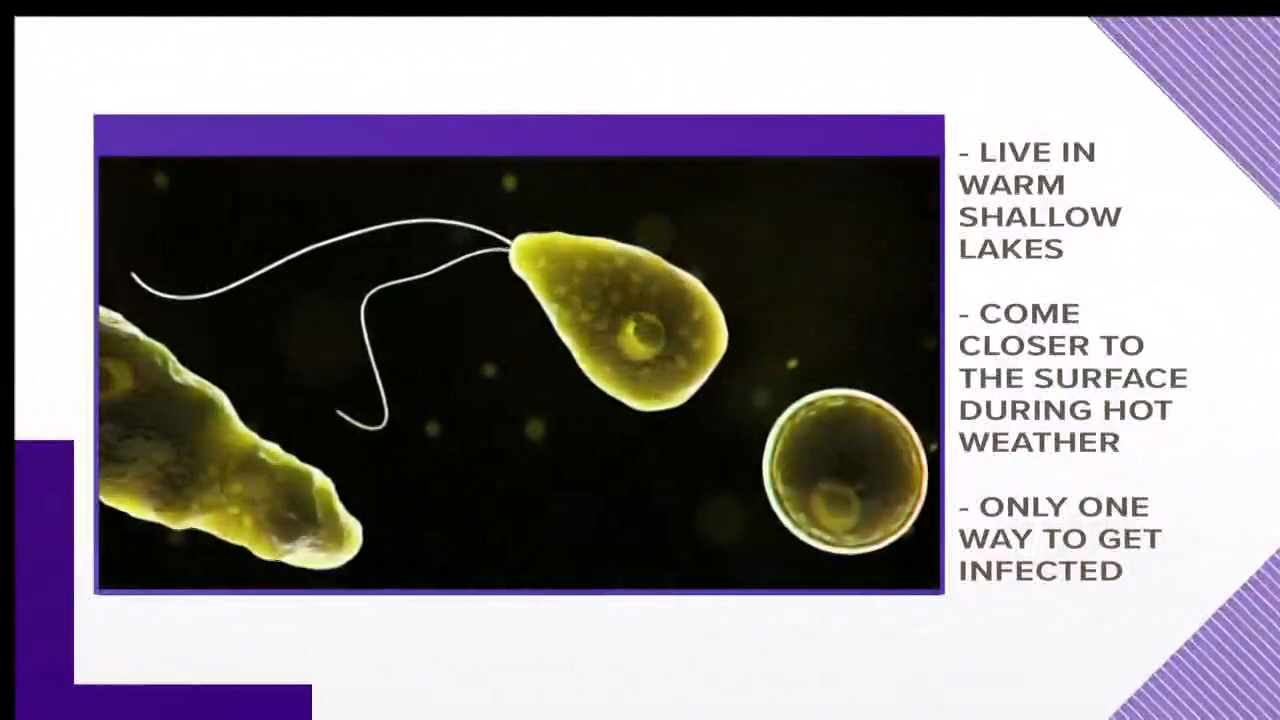 - LIVE IN
WARM
SHALLOW
LAKES
- COME
CLOSER TO
THE SURFACE
DURING HOT
WEATHER
- ONLY ONE
WAY TO GET
INFECTED